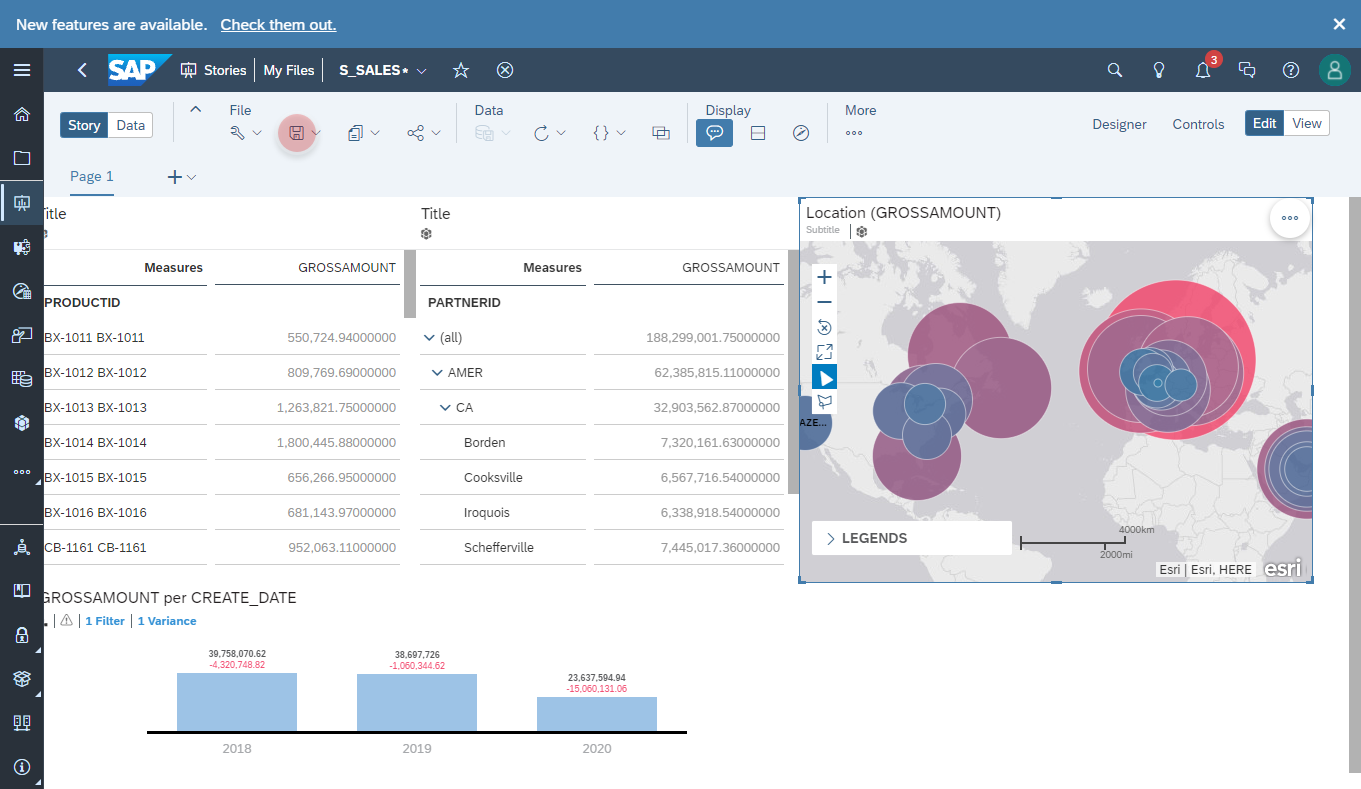 New features are available. Check them out.
SAP Stories My Files S_SALES* 3
Story Data File Data Display More Designer Controls Edit View
Page 1
Title
Title
Location (GROSSAMOUNT)
Subtitle
Measures GROSSAMOUNT
PRODUCTID
BX-1011 BX-1011 550,724.94000000
BX-1012 BX-1012 809,769.69000000
BX-1013 BX-1013 1,263,821.75000000
BX-1014 BX-1014 1,800,445.88000000
BX-1015 BX-1015 656,266.95000000
BX-1016 BX-1016 681,143.97000000
CB-1161 CB-1161 952,063.11000000
Measures GROSSAMOUNT
PARTNERID
(all) 188,299,001.75000000
AMER 62,385,815.11000000
CA 32,903,562.87000000
Borden 7,320,161.63000000
Cooksville 6,567,716.54000000
Iroquois 6,338,918.54000000
Schefferville 7,445,017.36000000
AZE...
LEGENDS
4000km
2000mi
Esri | Esri, HERE esri
GROSSAMOUNT per CREATE_DATE
1 Filter 1 Variance
39,758,070.62
-4,320,748.82
38,697,726
-1,060,344.62
23,637,594.94
-15,060,131.06
2018 2019 2020